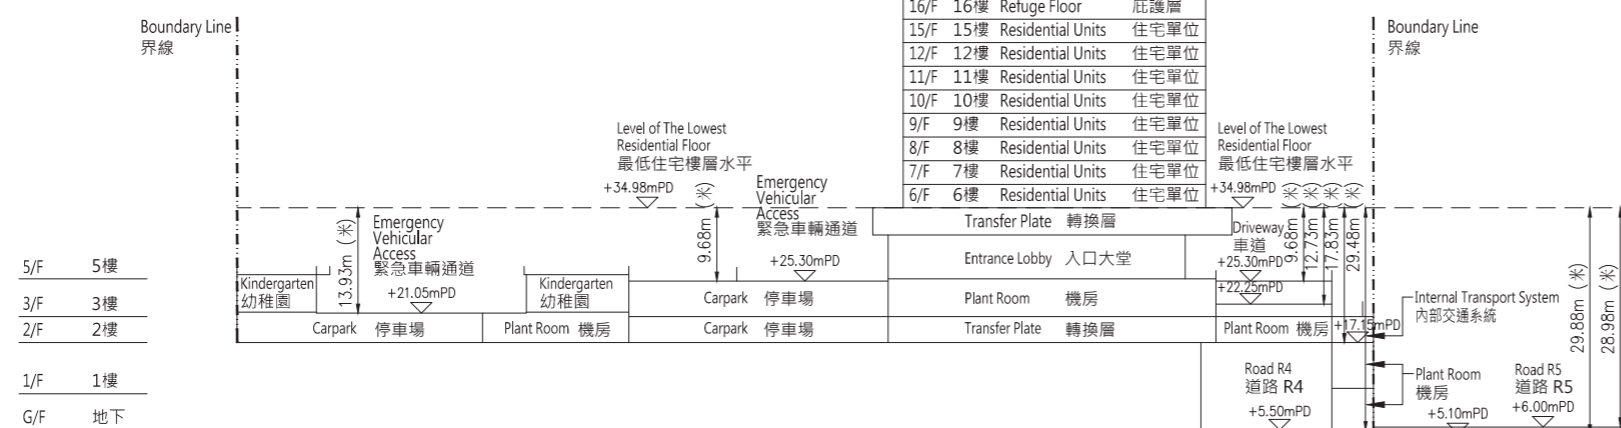 16/F 16樓 Refuge Floor 庇護層
15/F 15樓 Residential Units 住宅單位
12/F 12樓 Residential Units 住宅單位
11/F 11樓 Residential Units 住宅單位
10/F 10樓 Residential Units 住宅單位
9/F 9樓 Residential Units 住宅單位
8/F 8樓 Residential Units 住宅單位
7/F 7樓 Residential Units 住宅單位
6/F 6樓 Residential Units 住宅單位
Boundary Line
界線
Boundary Line
界線
Level of The Lowest
Residential Floor
最低住宅樓層水平
+34.98mPD
Level of The Lowest
Residential Floor
最低住宅樓層水平
+34.98mPD
13.93m (米)
Emergency
Vehicular
Access
緊急車輛通道
+21.05mPD
9.68m (米)
Emergency
Vehicular
Access
緊急車輛通道
+25.30mPD
Transfer Plate 轉換層
Entrance Lobby 入口大堂
Driveway
車道
+25.30mPD
+22.25mPD
9.68m (米)
12.73m (米)
17.83m (米)
29.48m (米)
5/F 5樓
3/F 3樓
2/F 2樓
1/F 1樓
G/F 地下
Kindergarten
幼稚園
Kindergarten
幼稚園
Carpark 停車場
Plant Room 機房
Carpark 停車場
Plant Room 機房
Carpark 停車場
Transfer Plate 轉換層
Plant Room 機房
+17.15mPD
Internal Transport System
內部交通系統
Road R4
道路 R4
+5.50mPD
Plant Room
機房
+5.10mPD
Road R5
道路 R5
+6.00mPD
29.88m (米)
28.98m (米)